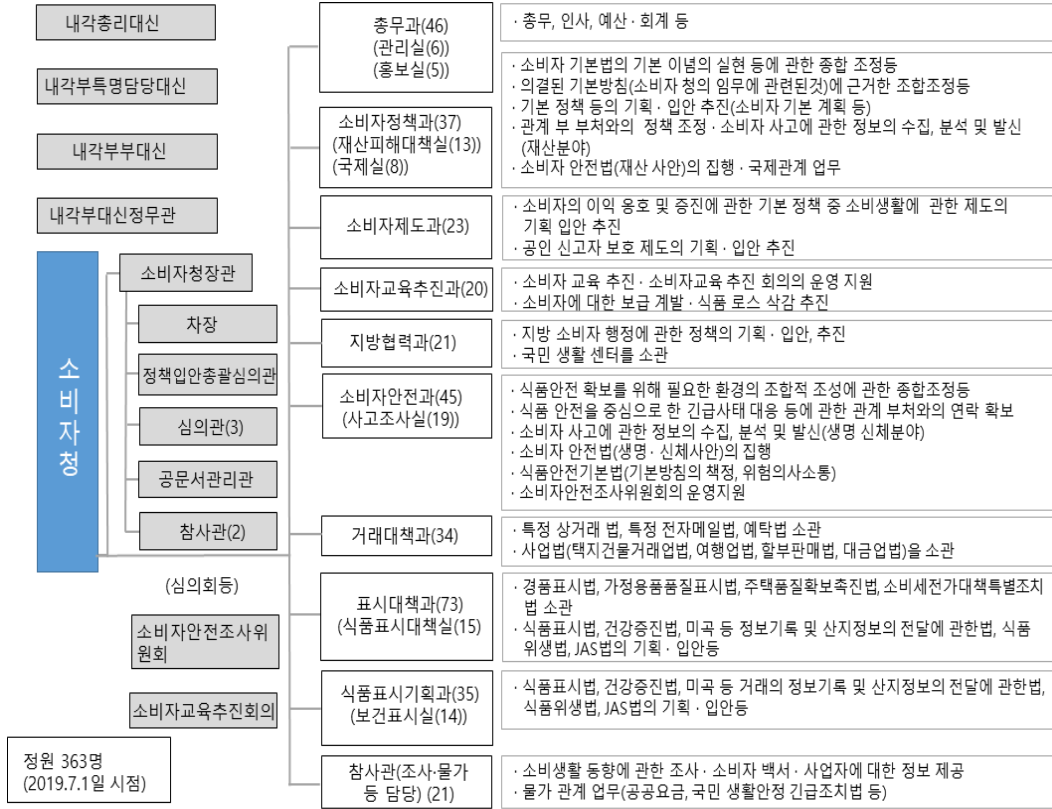 내각총리대신
내각부특명담당대신
내각부부대신
내각부대신정무관
소비자청
소비자청장관
차장
정책입안총괄심의관
심의관(3)
공문서관리관
참사관(2)
(심의회등)
소비자안전조사위
원회
소비자교육추진회의
정원 363명
(2019.7.1일 시점)
총무과(46)
(관리실(6))
(홍보실(5))
· 총무, 인사, 예산 · 회계 등
소비자정책과(37)
(재산피해대책실(13))
(국제실(8))
· 소비자 기본법의 기본 이념의 실현 등에 관한 종합 조정등
· 의결된 기본방침(소비자 청의 임무에 관련된것)에 근거한 조합조정등
· 기본 정책 등의 기획 · 입안 추진(소비자 기본 계획 등)
· 관계 부 부처와의 정책 조정 · 소비자 사고에 관한 정보의 수집, 분석 및 발신
(재산분야)
· 소비자 안전법(재산 사안)의 집행 · 국제관계 업무
소비자제도과(23)
· 소비자의 이익 옹호 및 증진에 관한 기본 정책 중 소비생활에 관한 제도의
기획 입안 추진
· 공인 신고자 보호 제도의 기획 · 입안 추진
소비자교육추진과(20)
· 소비자 교육 추진 · 소비자교육 추진 회의의 운영 지원
· 소비자에 대한 보급 계발 · 식품 로스 삭감 추진
지방협력과(21)
· 지방 소비자 행정에 관한 정책의 기획 · 입안, 추진
· 국민 생활 센터를 소관
소비자안전과(45)
(사고조사실(19))
· 식품안전 확보를 위해 필요한 환경의 조합적 조성에 관한 종합조정등
· 식품 안전을 중심으로 한 긴급사태 대응 등에 관한 관계 부처와의 연락 확보
· 소비자 사고에 관한 정보의 수집, 분석 및 발신(생명 신체분야)
· 소비자 안전법(생명 · 신체사안)의 집행
· 식품안전기본법(기본방침의 책정, 위험의사소통)
· 소비자안전조사위원회의 운영지원
거래대책과(34)
· 특정 상거래 법, 특정 전자메일법, 예탁법 소관
· 사업법(택지건물거래업법, 여행업법, 할부판매법, 대금업법)을 소관
표시대책과(73)
(식품표시대책실(15)
· 경품표시법, 가정용품품질표시법, 주택품질확보촉진법, 소비세전가대책특별조치
법 소관
· 식품표시법, 건강증진법, 미곡 등 정보기록 및 산지정보의 전달에 관한법, 식품
위생법, JAS법의 기획 · 입안등
식품표시기획과(35)
(보건표시실(14))
· 식품표시법, 건강증진법, 미곡 등 거래의 정보기록 및 산지정보의 전달에 관한법,
식품위생법, JAS법의 기획 · 입안등
참사관(조사·물가
등 담당) (21)
· 소비생활 동향에 관한 조사 · 소비자 백서 · 사업자에 대한 정보 제공
· 물가 관계 업무(공공요금, 국민 생활안정 긴급조치법 등)